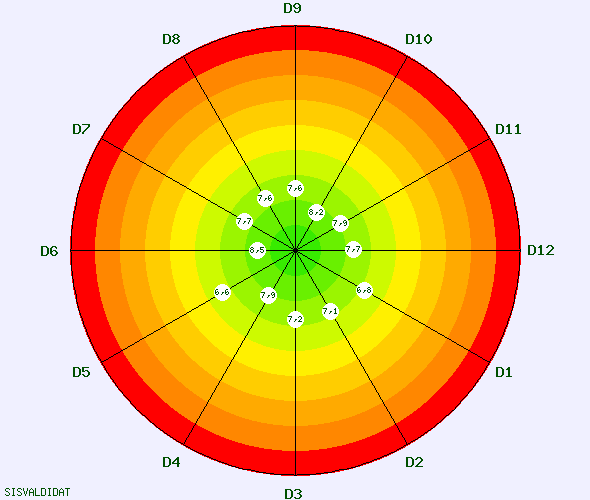 D9
D8 D10
D7 D11
7,6
7,6
8,2
7,7
7,9
D6 8,5 7,7 D12
6,6 7,9 6,8
7,2 7,1
D5 D1
D4 D2
D3
SISVALDIDAT